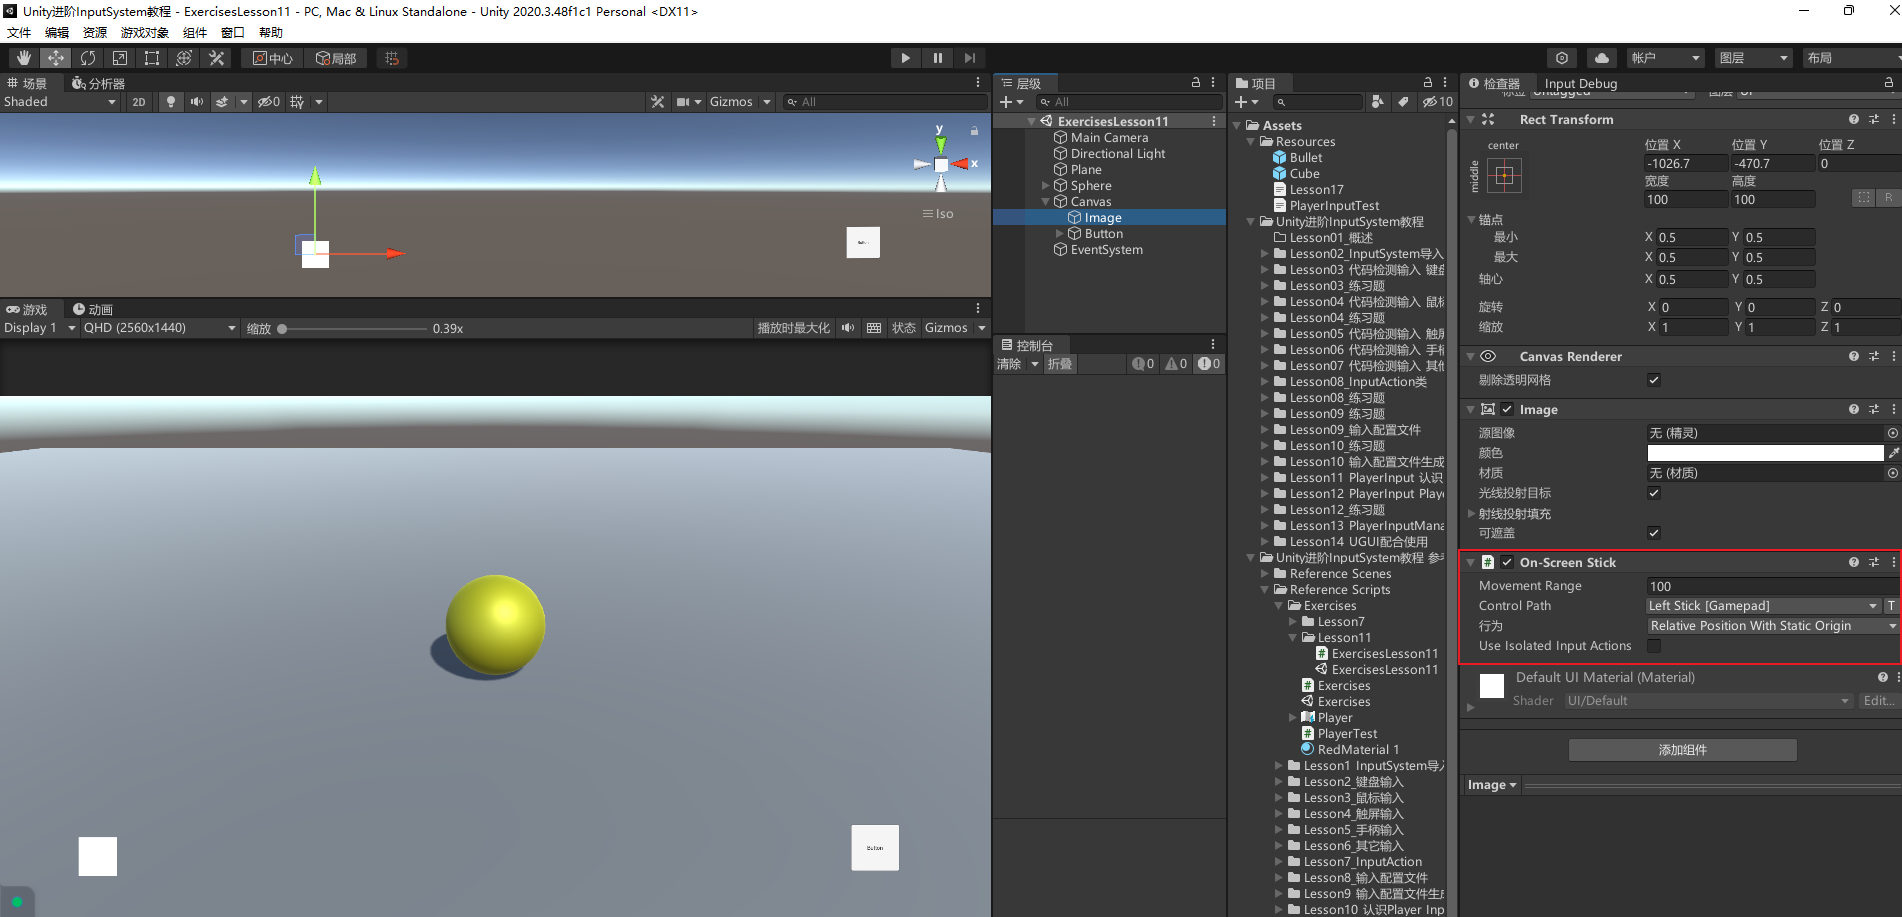 Unity进阶InputSystem教程 - ExercisesLesson11 - PC, Mac & Linux Standalone - Unity 2020.3.48f1c1 Personal <DX11>
文件 编辑 资源 游戏对象 组件 窗口 帮助
中心 局部 帐户 图层 布局
场景 分析器
Shaded 2D 0 Gizmos All
y
x
Iso
Button
游戏 动画
Display 1 QHD (2560x1440) 缩放 0.39x 播放时最大化 状态 Gizmos
Button
层级
All
ExercisesLesson11
Main Camera
Directional Light
Plane
Sphere
Canvas
Image
Button
EventSystem
控制台
清除 折叠 0 0 0
项目
10
Assets
Resources
Bullet
Cube
Lesson17
PlayerInputTest
Unity进阶InputSystem教程
Lesson01_概述
Lesson02_InputSystem导入
Lesson03 代码检测输入 键盘
Lesson03_练习题
Lesson04 代码检测输入 鼠标
Lesson04_练习题
Lesson05 代码检测输入 触屏
Lesson06 代码检测输入 手柄
Lesson07 代码检测输入 其他
Lesson08_InputAction类
Lesson08_练习题
Lesson09_练习题
Lesson09_输入配置文件
Lesson10_练习题
Lesson10 输入配置文件生成
Lesson11 PlayerInput 认识
Lesson12 PlayerInput Playe
Lesson12_练习题
Lesson13 PlayerInputMana
Lesson14 UGUI配合使用
Unity进阶InputSystem教程 参考
Reference Scenes
Reference Scripts
Exercises
Lesson7
Lesson11
ExercisesLesson11
ExercisesLesson11
Exercises
Exercises
Player
PlayerTest
RedMaterial 1
Lesson1 InputSystem导入
Lesson2_键盘输入
Lesson3_鼠标输入
Lesson4_触屏输入
Lesson5_手柄输入
Lesson6_其它输入
Lesson7_InputAction
Lesson8_输入配置文件
Lesson9 输入配置文件生成
Lesson10 认识Player Inp
检查器 Input Debug
标签 Untagged 图层 UI
Rect Transform
center
middle
位置 X 位置 Y 位置 Z
-1026.7 -470.7 0
宽度 高度
100 100 R
锚点
最小 X 0.5 Y 0.5
最大 X 0.5 Y 0.5
轴心 X 0.5 Y 0.5
旋转 X 0 Y 0 Z 0
缩放 X 1 Y 1 Z 1
Canvas Renderer
剔除透明网格
Image
源图像 无 (精灵)
颜色
材质 无 (材质)
光线投射目标
射线投射填充
可遮盖
On-Screen Stick
Movement Range 100
Control Path Left Stick [Gamepad] T
行为 Relative Position With Static Origin
Use Isolated Input Actions
Default UI Material (Material)
Shader UI/Default Edit...
添加组件
Image